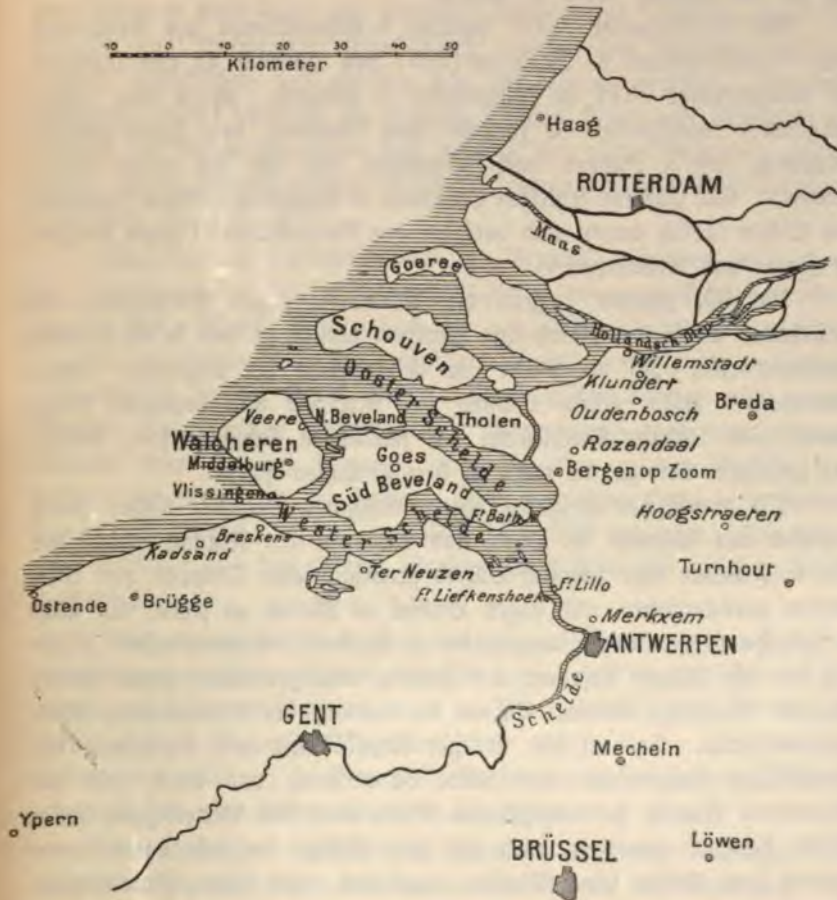 10 0 10 20 30 40 50
Kilometer
Haag
ROTTERDAM
Maas
Goeree
Hollandsch Diep
Schouven
Willemstadt
Klundert
Ooster Schelde
Oudenbosch
Breda
Veere
N. Beveland
Tholen
Walcheren
Rozendaal
Middelburg
Goes
Bergen op Zoom
Süd Beveland
Vlissingen
Ft. Bath
Hoogstraeten
Wester Schelde
Breskens
Kadsand
Ter Neuzen
Turnhout
Ft. Lillo
Ft. Liefkenshoek
Ostende
Brügge
Merkxem
ANTWERPEN
Schelde
GENT
Mecheln
Ypern
BRÜSSEL
Löwen